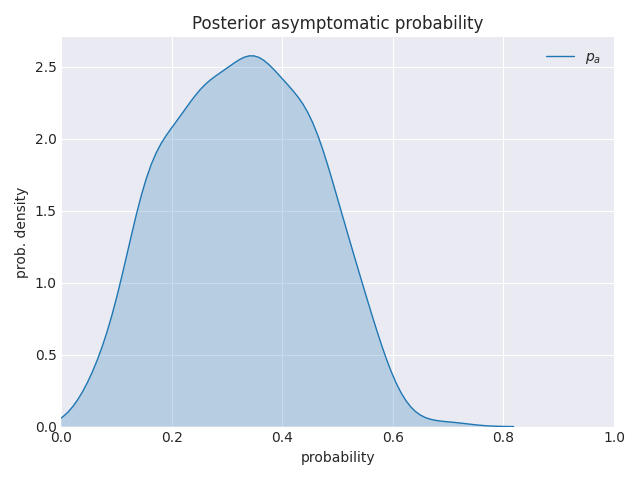 Posterior asymptomatic probability
pₐ
2.5
2.0
1.5
1.0
0.5
0.0
prob. density
0.0 0.2 0.4 0.6 0.8 1.0
probability